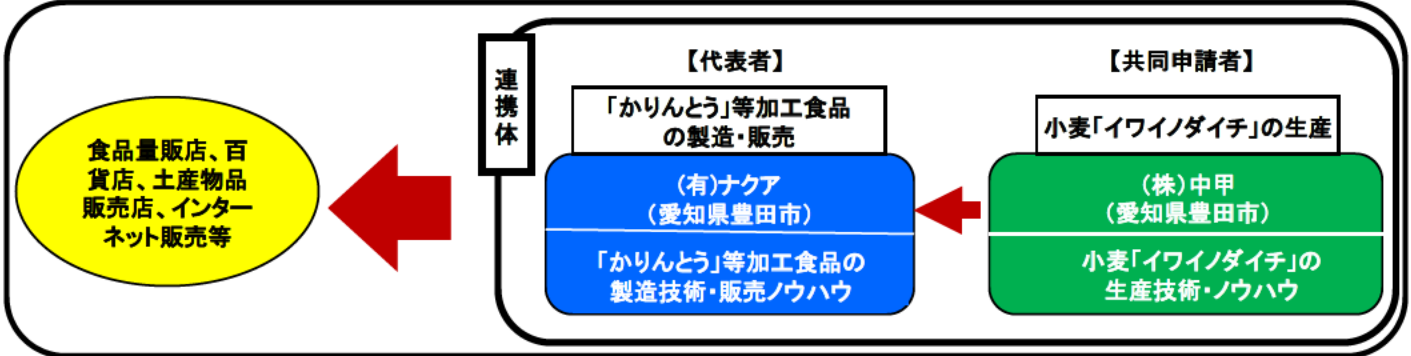 食品量販店、百
貨店、土産物品
販売店、インター
ネット販売等
連
携
体
【代表者】
「かりんとう」等加工食品
の製造・販売
(有)ナクア
(愛知県豊田市)
「かりんとう」等加工食品の
製造技術・販売ノウハウ
【共同申請者】
小麦「イワイノダイチ」の生産
(株)中甲
(愛知県豊田市)
小麦「イワイノダイチ」の
生産技術・ノウハウ